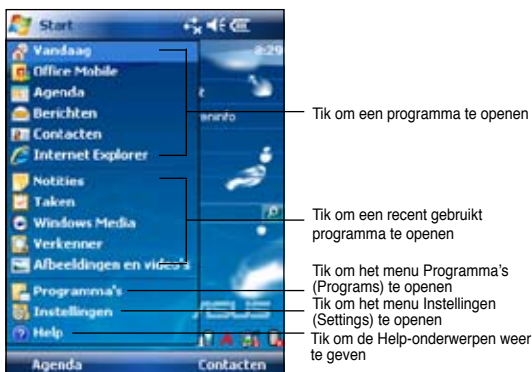 Start
Vandaag
8:29
Office Mobile
Agenda
Berichten
Contacten
Internet Explorer
Notities
Taken
Windows Media
Verkenner
Afbeeldingen en video's
Programma's
Instellingen
Help
ASUS
Agenda
Contacten
Tik om een programma te openen
Tik om een recent gebruikt
programma te openen
Tik om het menu Programma's
(Programs) te openen
Tik om het menu Instellingen
(Settings) te openen
Tik om de Help-onderwerpen weer
te geven